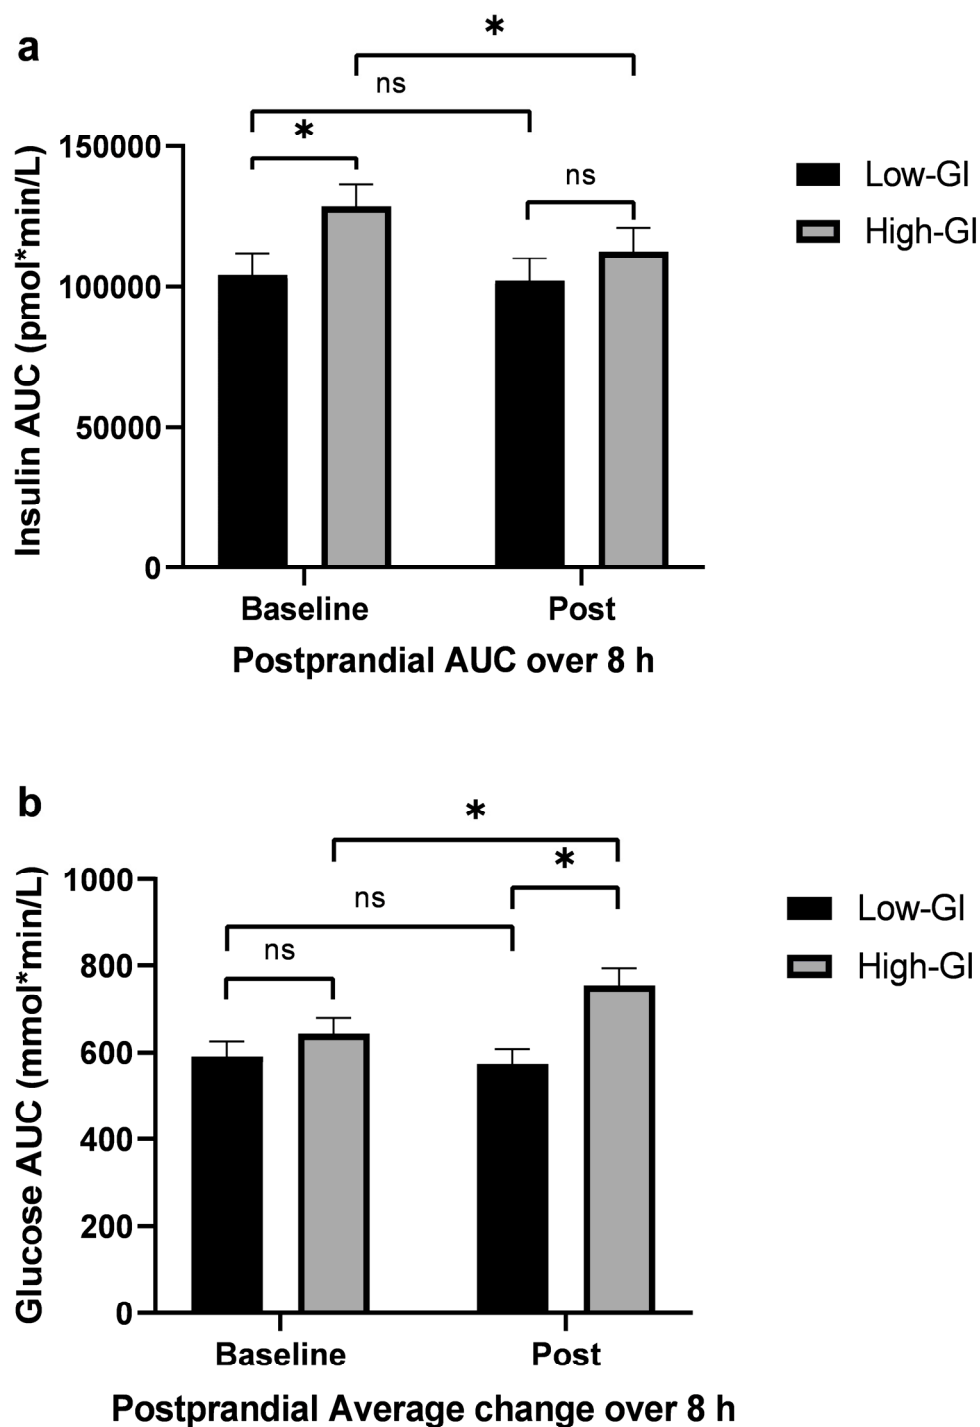 a
*
ns
*
ns
150000
100000
50000
0
Insulin AUC (pmol*min/L)
Low-GI
High-GI
Baseline Post
Postprandial AUC over 8 h
b
*
*
ns
ns
1000
800
600
400
200
0
Glucose AUC (mmol*min/L)
Low-GI
High-GI
Baseline Post
Postprandial Average change over 8 h